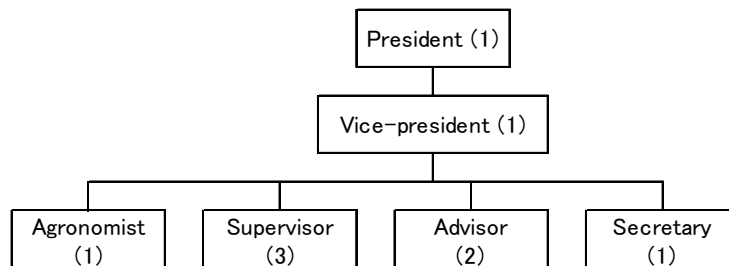 President (1)
Vice-president (1)
Agronomist Supervisor Advisor Secretary
(1) (3) (2) (1)